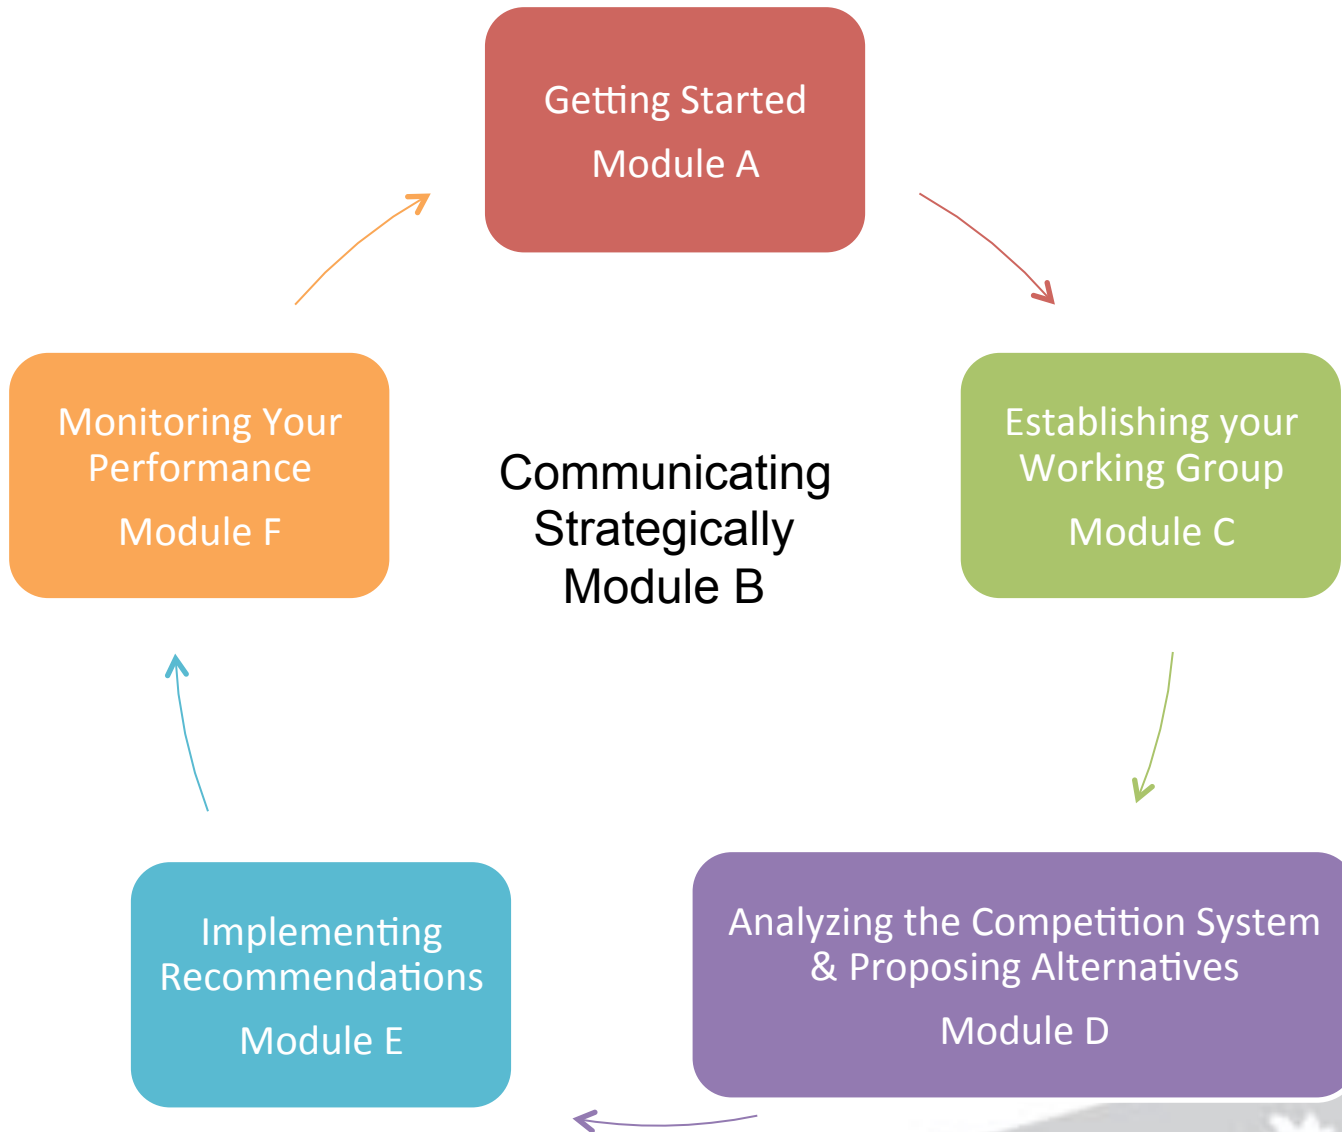 Getting Started
Module A
Establishing your
Working Group
Module C
Analyzing the Competition System
& Proposing Alternatives
Module D
Implementing
Recommendations
Module E
Monitoring Your
Performance
Module F
Communicating
Strategically
Module B